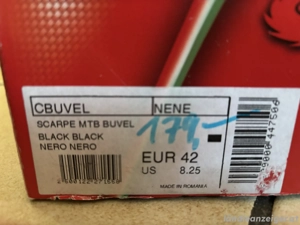 CBUVEL NENE
SCARPE MTB BUVEL
BLACK BLACK
NERO NERO
179,-
EUR 42
US 8.25
MADE IN ROMANIA